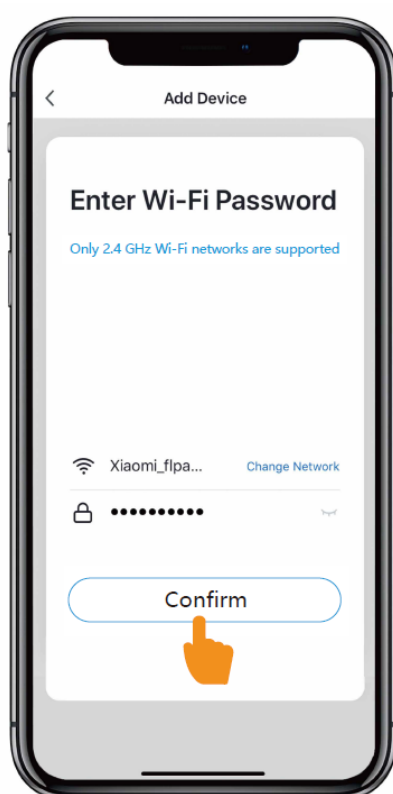 Add Device
Enter Wi-Fi Password
Only 2.4 GHz Wi-Fi networks are supported
Xiaomi_flpa... Change Network
Confirm